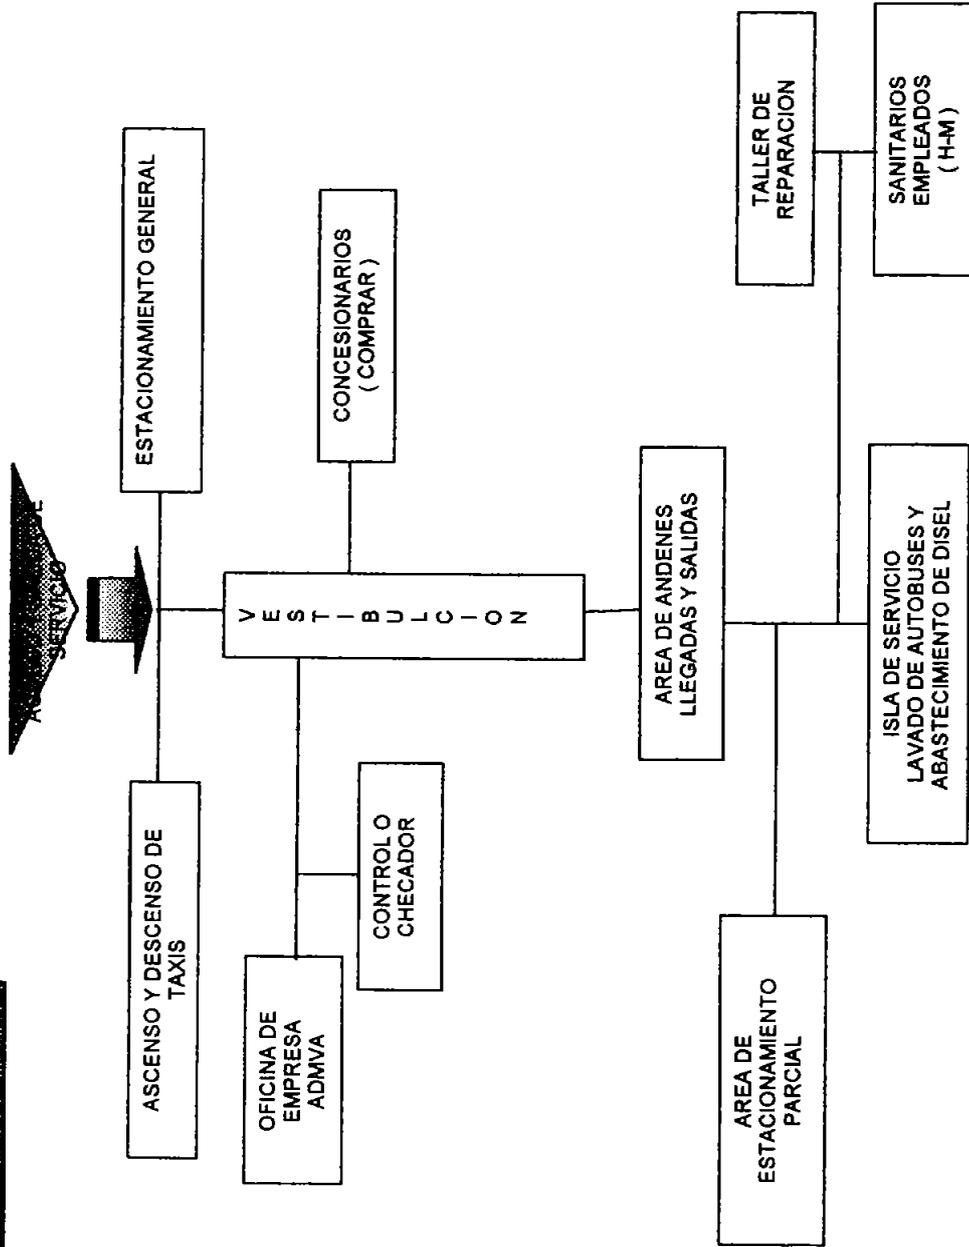 SERVICIO
ASCENSO Y DESCENSO DE
TAXIS
ESTACIONAMIENTO GENERAL
OFICINA DE
EMPRESA
ADMVA
CONTROL O
CHECADOR
VESTIBULCION
CONCESIONARIOS
( COMPRAR )
AREA DE ANDENES
LLEGADAS Y SALIDAS
AREA DE
ESTACIONAMIENTO
PARCIAL
ISLA DE SERVICIO
LAVADO DE AUTOBUSES Y
ABASTECIMIENTO DE DISEL
TALLER DE
REPARACION
SANITARIOS
EMPLEADOS
( H-M )